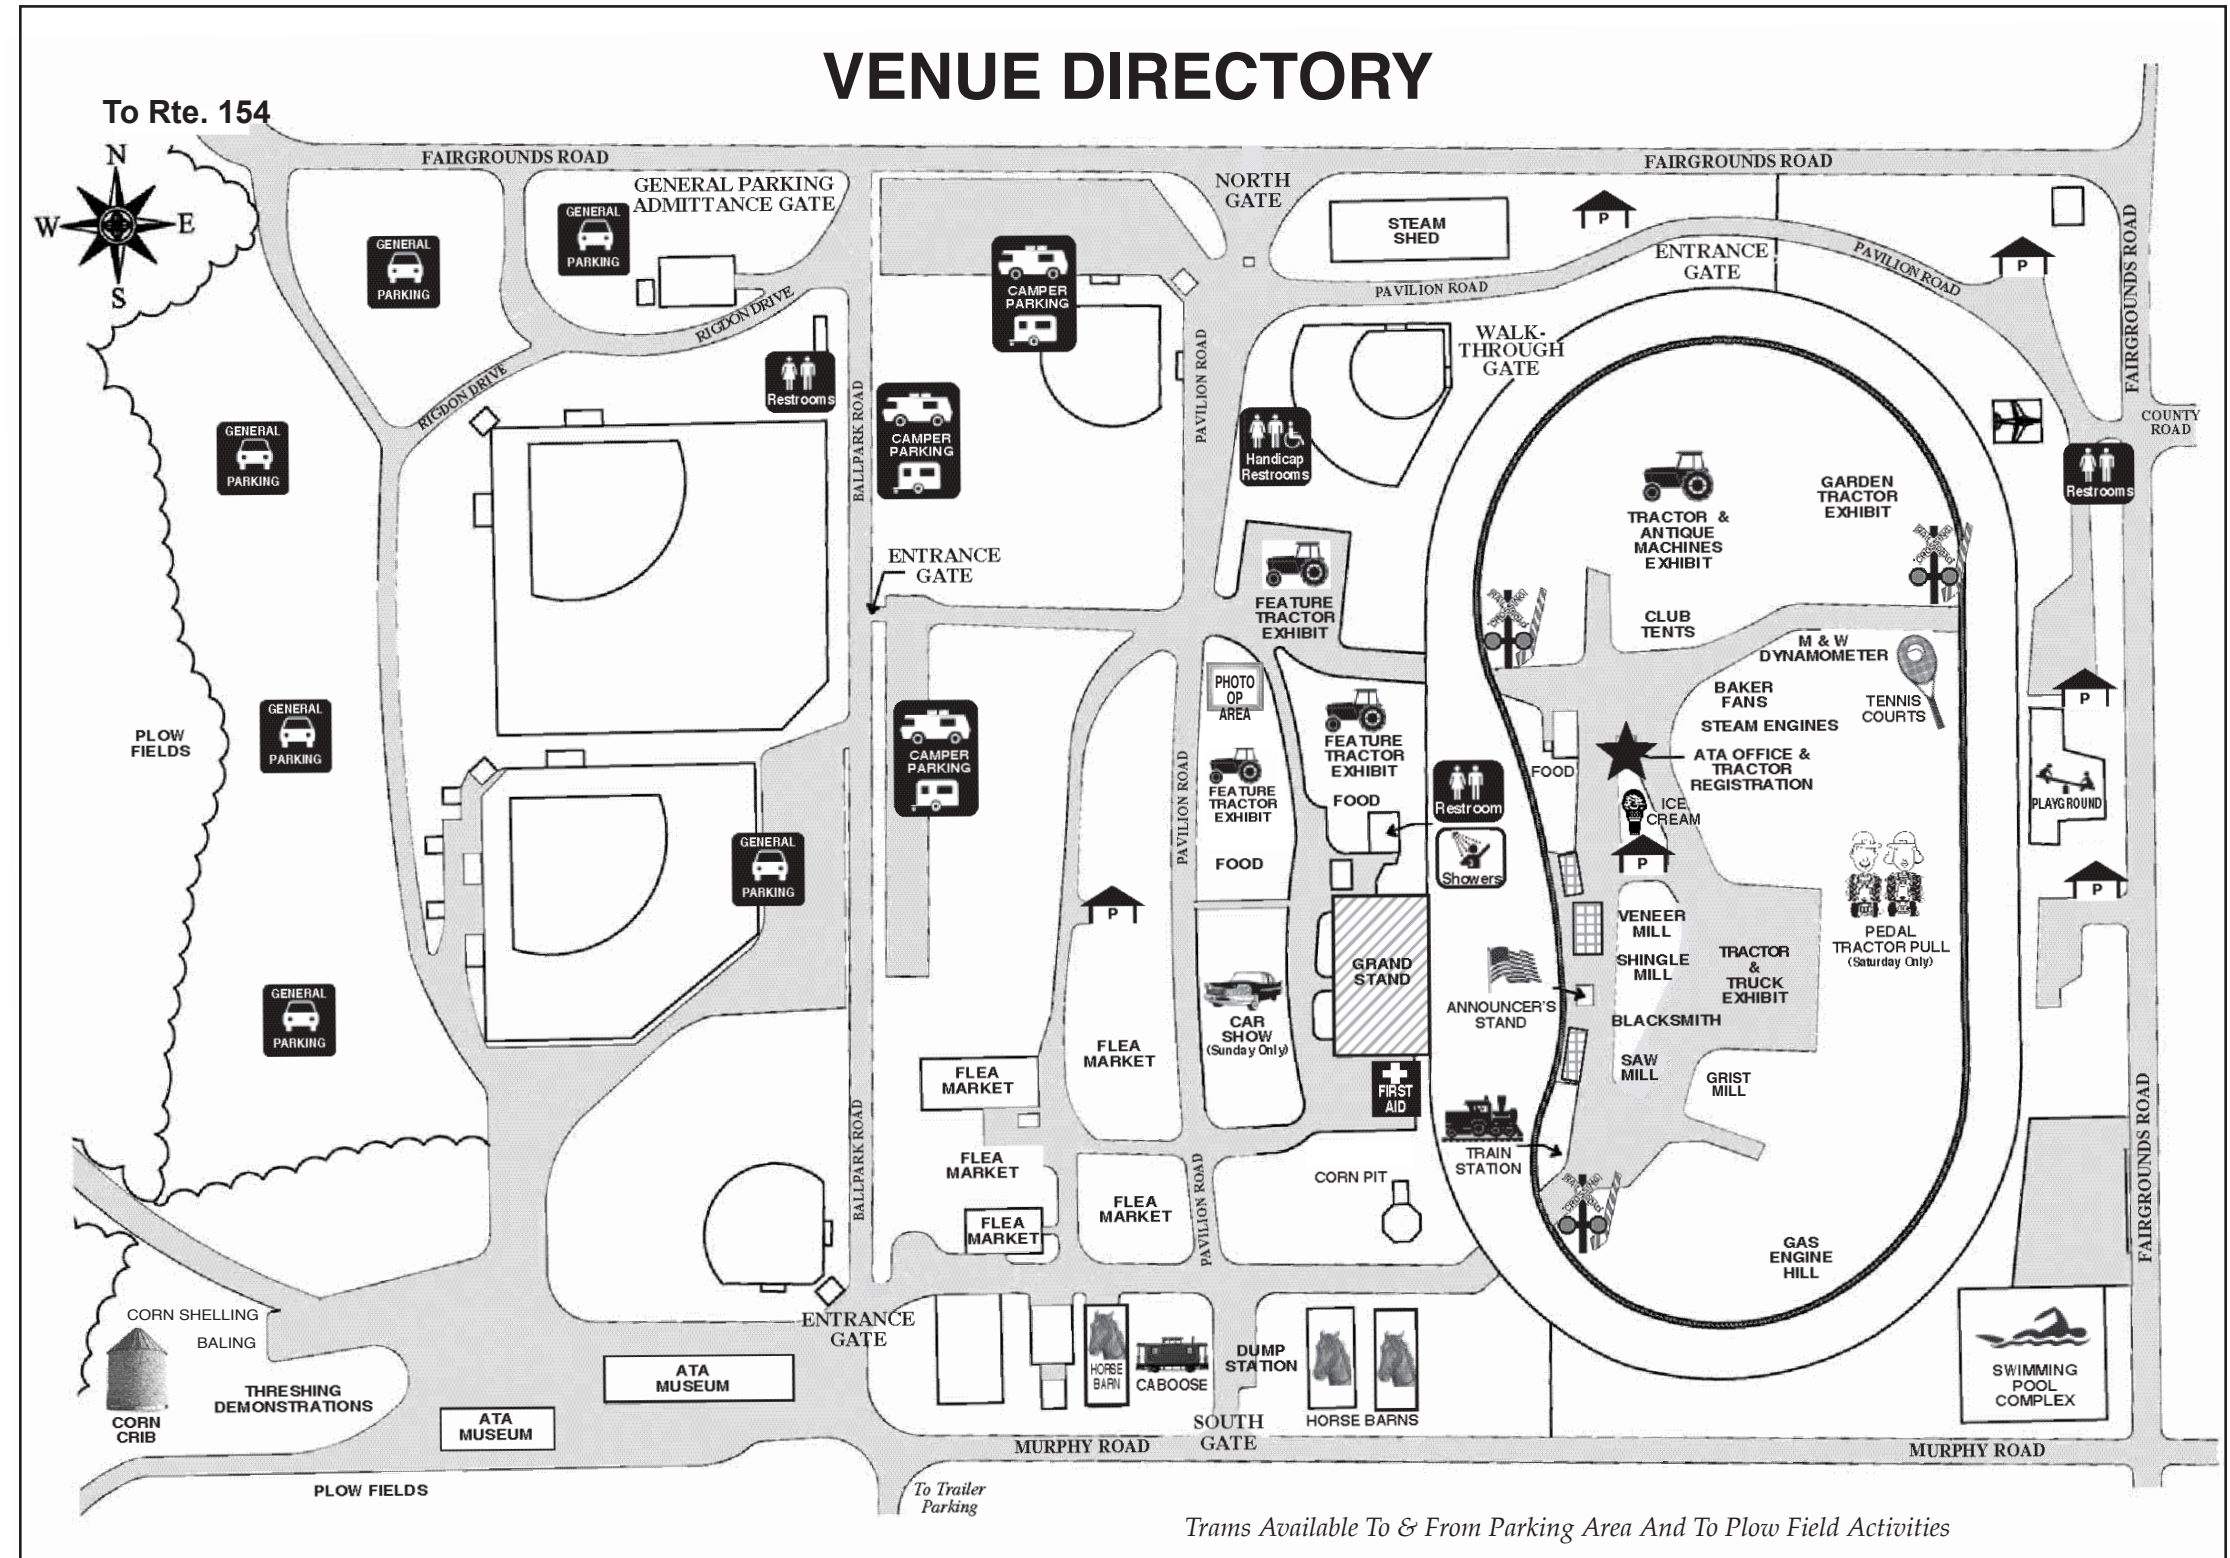 VENUE DIRECTORY
To Rte. 154
N
W
E
S
FAIRGROUNDS ROAD
FAIRGROUNDS ROAD
GENERAL PARKING
ADMITTANCE GATE
NORTH
GATE
STEAM
SHED
P
ENTRANCE
GATE
PAVILION ROAD
P
FAIRGROUNDS ROAD
GENERAL
PARKING
GENERAL
PARKING
CAMPER
PARKING
PAVILION ROAD
RIGDON DRIVE
RIGDON DRIVE
Restrooms
BALLPARK ROAD
CAMPER
PARKING
PAVILION ROAD
WALK-
THROUGH
GATE
Handicap
Restrooms
COUNTY
ROAD
Restrooms
GENERAL
PARKING
TRACTOR &
ANTIQUE
MACHINES
EXHIBIT
GARDEN
TRACTOR
EXHIBIT
RAILROAD
CROSSING
ENTRANCE
GATE
FEATURE
TRACTOR
EXHIBIT
RAILROAD
CROSSING
CLUB
TENTS
M & W
DYNAMOMETER
BAKER
FANS
TENNIS
COURTS
STEAM ENGINES
ATA OFFICE &
TRACTOR
REGISTRATION
P
PHOTO
OP
AREA
FEATURE
TRACTOR
EXHIBIT
FOOD
FEATURE
TRACTOR
EXHIBIT
FOOD
PLOW
FIELDS
GENERAL
PARKING
CAMPER
PARKING
PAVILION ROAD
Restroom
Showers
FOOD
ICE
CREAM
P
PLAYGROUND
P
GENERAL
PARKING
P
VENEER
MILL
SHINGLE
MILL
TRACTOR
&
TRUCK
EXHIBIT
PEDAL
TRACTOR PULL
(Saturday Only)
GRAND
STAND
ANNOUNCER'S
STAND
BLACKSMITH
SAW
MILL
GRIST
MILL
GENERAL
PARKING
CAR
SHOW
(Sunday Only)
FLEA
MARKET
FLEA
MARKET
FIRST
AID
TRAIN
STATION
BALLPARK ROAD
FLEA
MARKET
FLEA
MARKET
FLEA
MARKET
PAVILION ROAD
CORN PIT
RAILROAD
CROSSING
GAS
ENGINE
HILL
FAIRGROUNDS ROAD
CORN SHELLING
BALING
THRESHING
DEMONSTRATIONS
CORN
CRIB
ATA
MUSEUM
ATA
MUSEUM
ENTRANCE
GATE
HORSE
BARN
CABOOSE
DUMP
STATION
HORSE BARNS
SOUTH
GATE
SWIMMING
POOL
COMPLEX
MURPHY ROAD
MURPHY ROAD
PLOW FIELDS
To Trailer
Parking
Trams Available To & From Parking Area And To Plow Field Activities